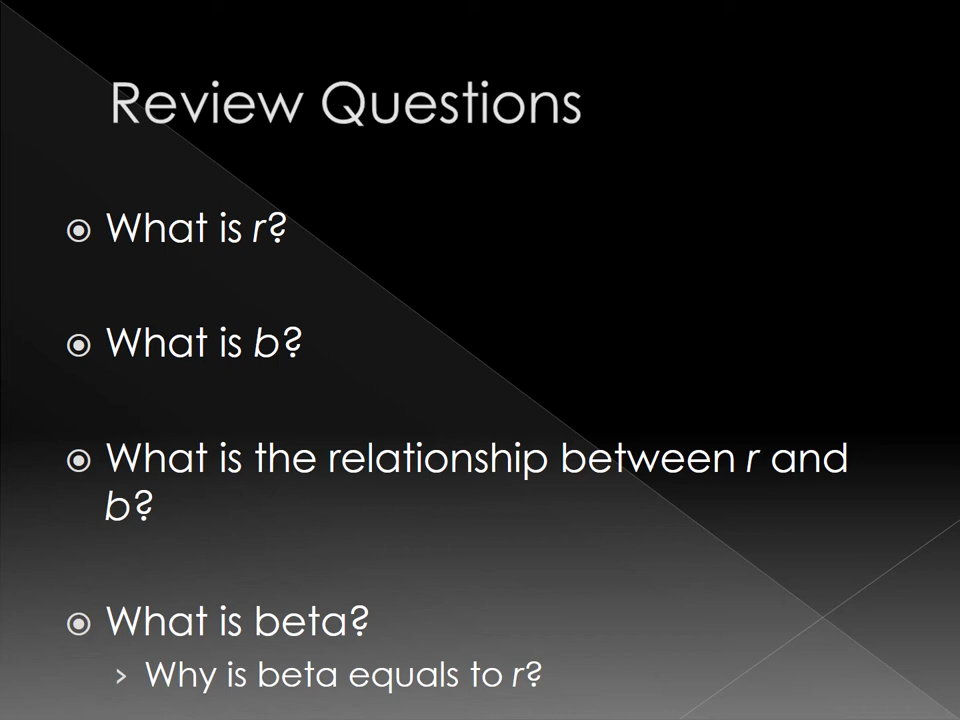 Review Questions
What is r?
What is b?
What is the relationship between r and
b?
What is beta?
Why is beta equals to r?